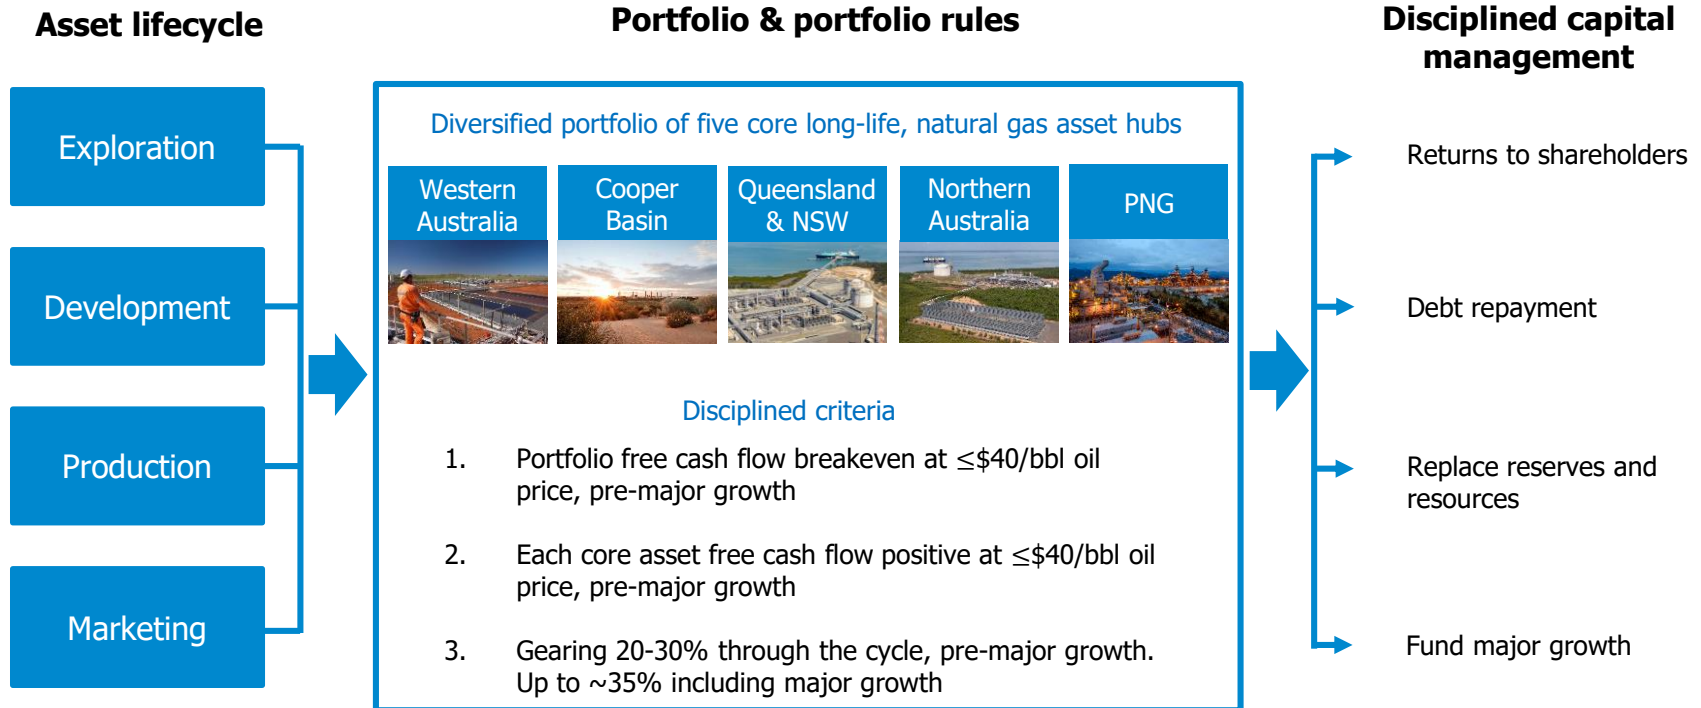 Asset lifecycle
Exploration
Development
Production
Marketing
Portfolio & portfolio rules
Diversified portfolio of five core long-life, natural gas asset hubs
Western
Australia
Cooper
Basin
Queensland
& NSW
Northern
Australia
PNG
Disciplined criteria
1. Portfolio free cash flow breakeven at ≤$40/bbl oil
price, pre-major growth
2. Each core asset free cash flow positive at ≤$40/bbl oil
price, pre-major growth
3. Gearing 20-30% through the cycle, pre-major growth.
Up to ~35% including major growth
Disciplined capital
management
Returns to shareholders
Debt repayment
Replace reserves and
resources
Fund major growth